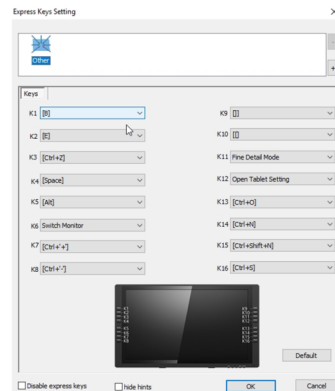 Express Keys Setting
Other
Keys
K1 [B]
K2 [E]
K3 [Ctrl+Z]
K4 [Space]
K5 [Alt]
K6 Switch Monitor
K7 [Ctrl+'+']
K8 [Ctrl+'-']
K9 []]
K10 [[]
K11 Fine Detail Mode
K12 Open Tablet Setting
K13 [Ctrl+O]
K14 [Ctrl+N]
K15 [Ctrl+Shift+N]
K16 [Ctrl+S]
Default
Disable express keys
hide hints
OK
Cancel